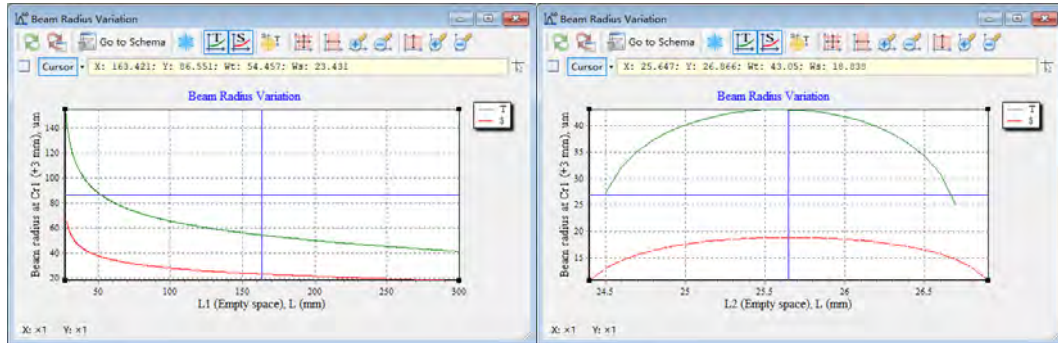 Beam Radius Variation
Go to Schema
Cursor
X: 163.421; Y: 86.551; Wt: 54.457; Ws: 23.431
Beam Radius Variation
T
S
Beam radius at Cr1 (+3 mm), um
140
120
100
80
60
40
20
50
100
150
200
250
300
L1 (Empty space), L (mm)
X: ×1 Y: ×1
Beam Radius Variation
Go to Schema
Cursor
X: 25.647; Y: 26.866; Wt: 43.05; Ws: 18.838
Beam Radius Variation
T
S
Beam radius at Cr1 (+3 mm), um
40
35
30
25
20
15
24.5
25
25.5
26
26.5
L2 (Empty space), L (mm)
X: ×1 Y: ×1